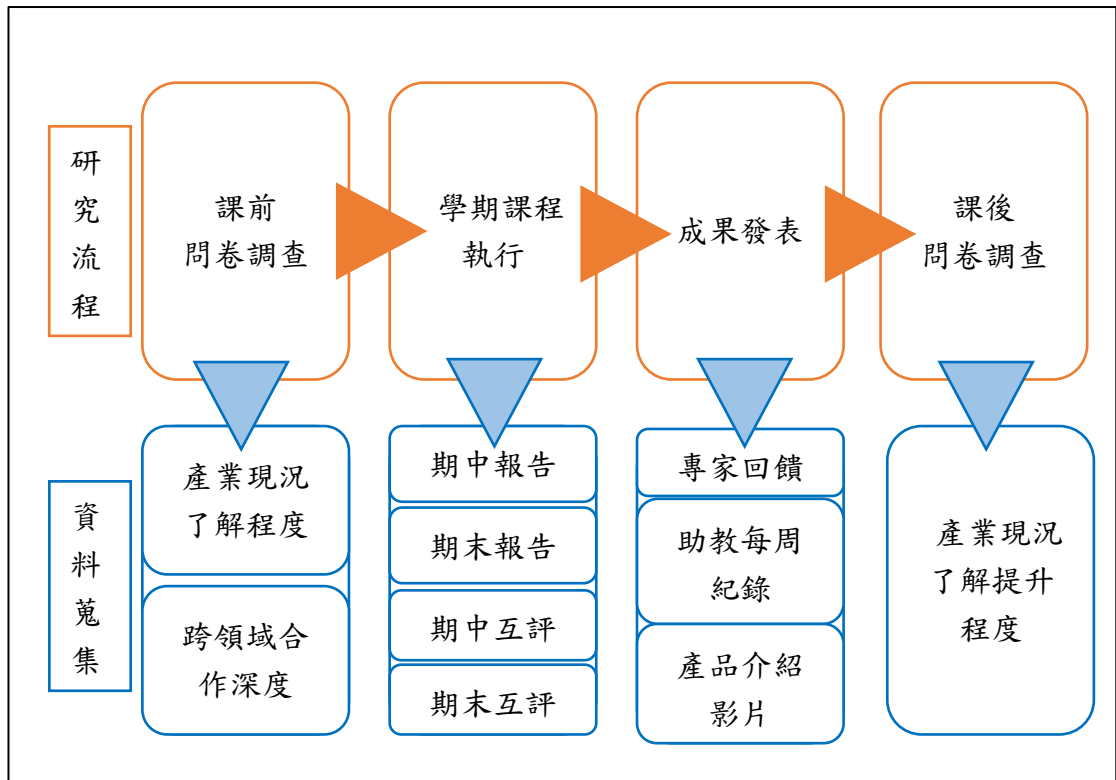 研究流程
課前
問卷調查
學期課程
執行
成果發表
課後
問卷調查
資料蒐集
產業現況
了解程度
跨領域合
作深度
期中報告
期末報告
期中互評
期末互評
專家回饋
助教每周
紀錄
產品介紹
影片
產業現況
了解提升
程度